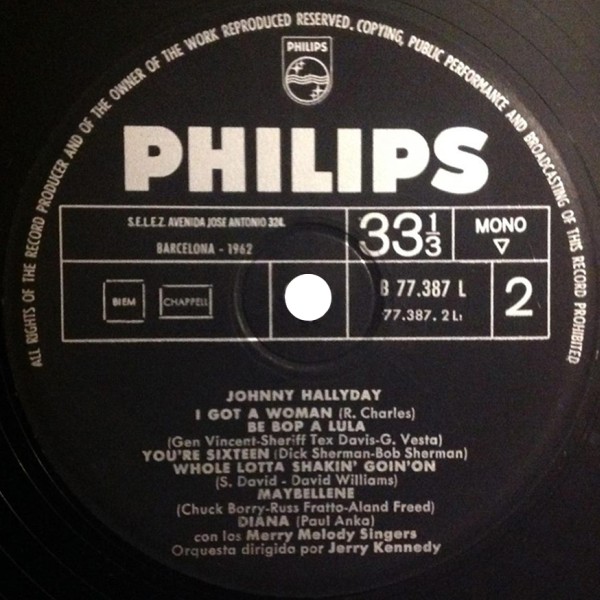 ALL RIGHTS OF THE RECORD PRODUCER AND OF THE OWNER OF THE WORK REPRODUCED RESERVED. COPYING, PUBLIC PERFORMANCE AND BROADCASTING OF THIS RECORD PROHIBITED
PHILIPS
PHILIPS
S.E.L.E.Z. AVENIDA JOSE ANTONIO 324.
BARCELONA - 1962
33 1/3
MONO
BIEM
CHAPPELL
B 77.387 L
77.387. 2L1
2
JOHNNY HALLYDAY
I GOT A WOMAN (R. Charles)
BE BOP A LULA
(Gen Vincent-Sheriff Tex Davis-G. Vesta)
YOU'RE SIXTEEN (Dick Sherman-Bob Sherman)
WHOLE LOTTA SHAKIN' GOIN'ON
(S. David - David Williams)
MAYBELLENE
(Chuck Borry-Russ Fratto-Aland Freed)
DIANA (Paul Anka)
con los Merry Melody Singers
Orquesta dirigida por Jerry Kennedy